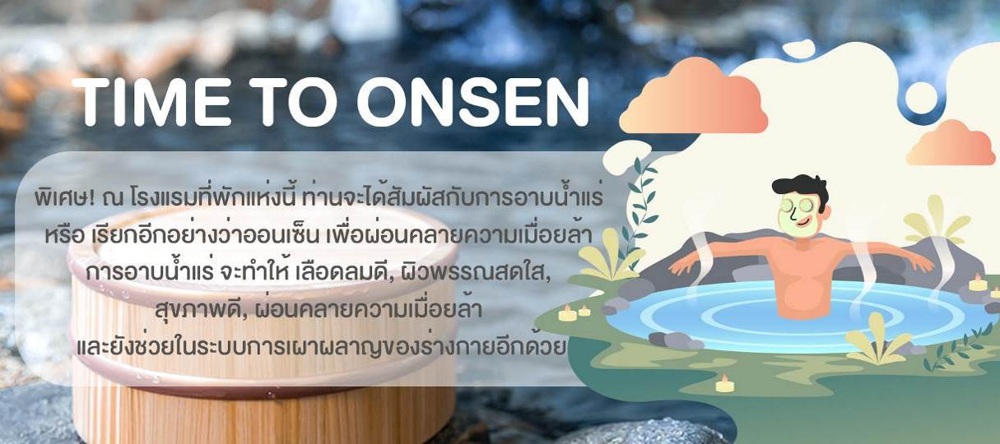 TIME TO ONSEN
พิเศษ! ณ โรงแรมที่พักแห่งนี้ ท่านจะได้สัมผัสกับการอาบน้ำแร่
หรือ เรียกอีกอย่างว่าออนเซ็น เพื่อผ่อนคลายความเมื่อยล้า
การอาบน้ำแร่ จะทำให้ เลือดลมดี, ผิวพรรณสดใส,
สุขภาพดี, ผ่อนคลายความเมื่อยล้า
และยังช่วยในระบบการเผาผลาญของร่างกายอีกด้วย